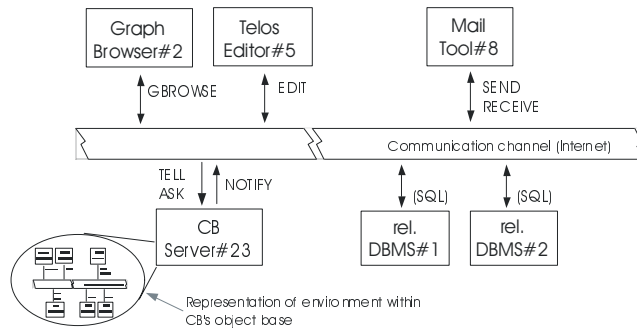 Graph
Browser#2
Telos
Editor#5
Mail
Tool#8
GBROWSE
EDIT
SEND
RECEIVE
Communication channel (Internet)
TELL
ASK
NOTIFY
(SQL)
(SQL)
CB
Server#23
rel.
DBMS#1
rel.
DBMS#2
Representation of environment within
CB's object base